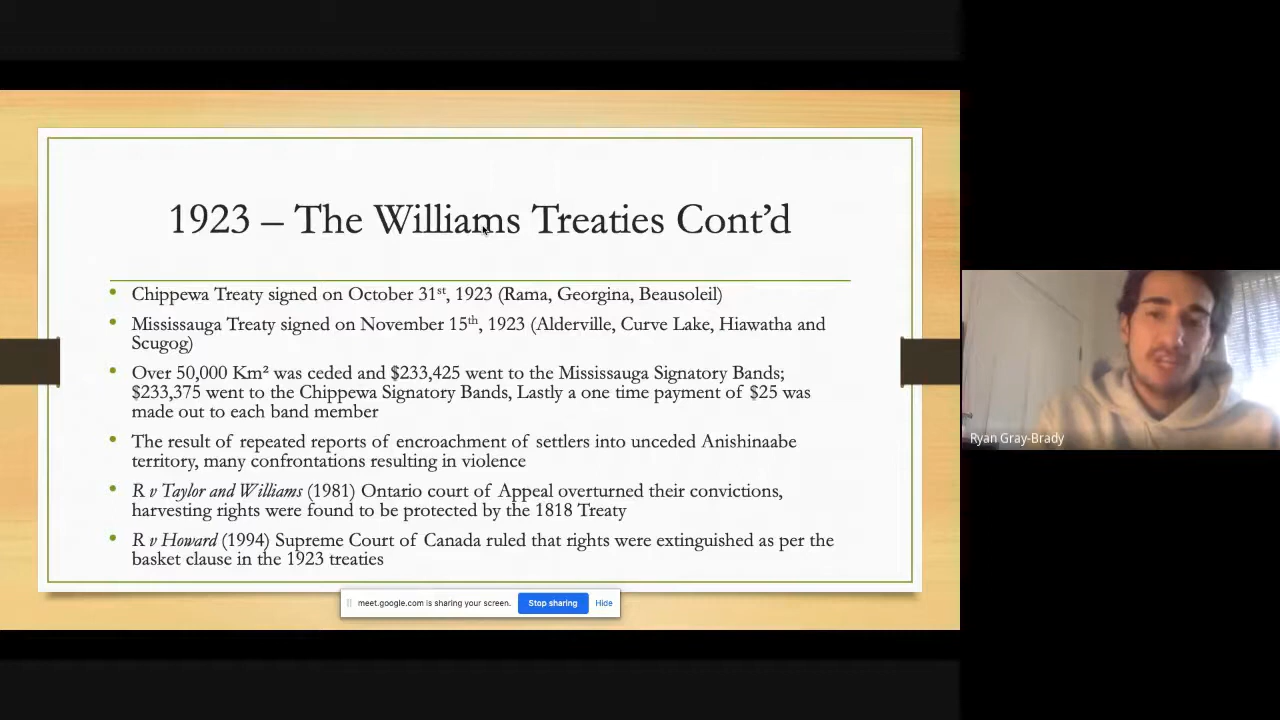 1923 – The Williams Treaties Cont’d
• Chippewa Treaty signed on October 31st, 1923 (Rama, Georgina, Beausoleil)
• Mississauga Treaty signed on November 15th, 1923 (Alderville, Curve Lake, Hiawatha and
Scugog)
• Over 50,000 Km² was ceded and $233,425 went to the Mississauga Signatory Bands;
$233,375 went to the Chippewa Signatory Bands, Lastly a one time payment of $25 was
made out to each band member
• The result of repeated reports of encroachment of settlers into unceded Anishinaabe
territory, many confrontations resulting in violence
• R v Taylor and Williams (1981) Ontario court of Appeal overturned their convictions,
harvesting rights were found to be protected by the 1818 Treaty
• R v Howard (1994) Supreme Court of Canada ruled that rights were extinguished as per the
basket clause in the 1923 treaties
meet.google.com is sharing your screen. Stop sharing Hide
Ryan Gray-Brady